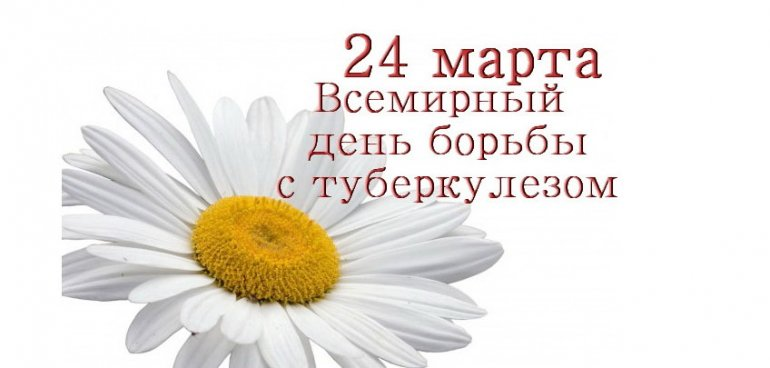 24 марта
Всемирный
день борьбы
с туберкулезом